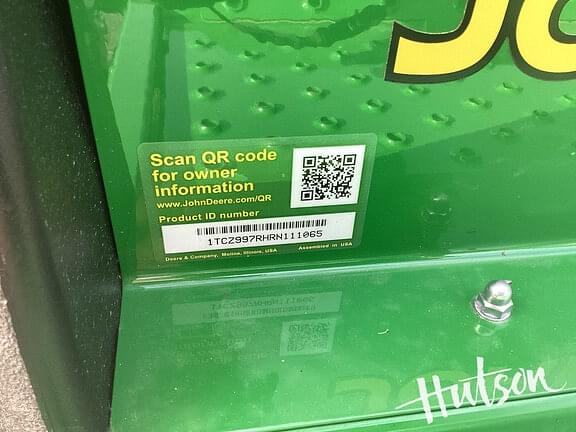 Jo
Scan QR code
for owner
information
www.JohnDeere.com/QR
Product ID number
1TCZ997RHRN111065
Deere & Company, Moline, Illinois, USA Assembled in USA
Hutson